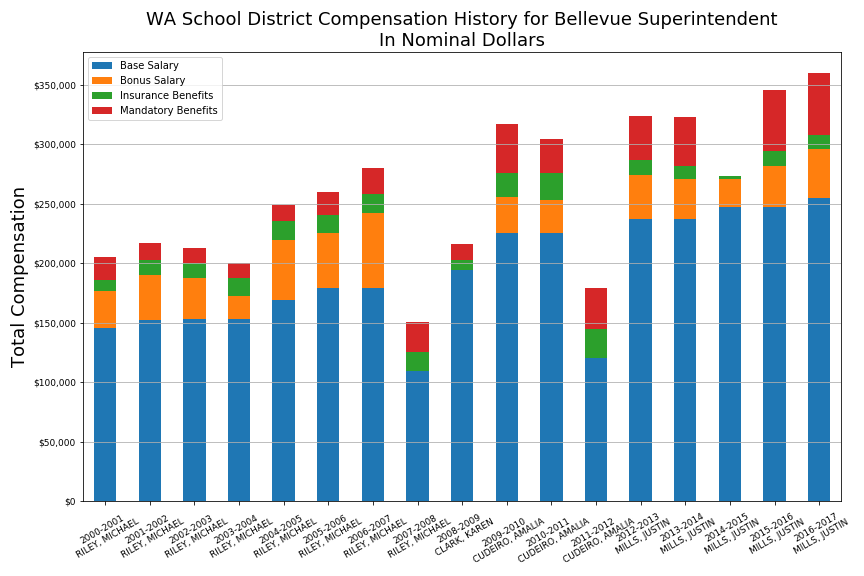 WA School District Compensation History for Bellevue Superintendent
In Nominal Dollars
Base Salary
Bonus Salary
Insurance Benefits
Mandatory Benefits
Total Compensation
$350,000
$300,000
$250,000
$200,000
$150,000
$100,000
$50,000
$0
2000-2001
RILEY, MICHAEL
2001-2002
RILEY, MICHAEL
2002-2003
RILEY, MICHAEL
2003-2004
RILEY, MICHAEL
2004-2005
RILEY, MICHAEL
2005-2006
RILEY, MICHAEL
2006-2007
RILEY, MICHAEL
2007-2008
RILEY, MICHAEL
2008-2009
CLARK, KAREN
2009-2010
CUDEIRO, AMALIA
2010-2011
CUDEIRO, AMALIA
2011-2012
CUDEIRO, AMALIA
2012-2013
MILLS, JUSTIN
2013-2014
MILLS, JUSTIN
2014-2015
MILLS, JUSTIN
2015-2016
MILLS, JUSTIN
2016-2017
MILLS, JUSTIN